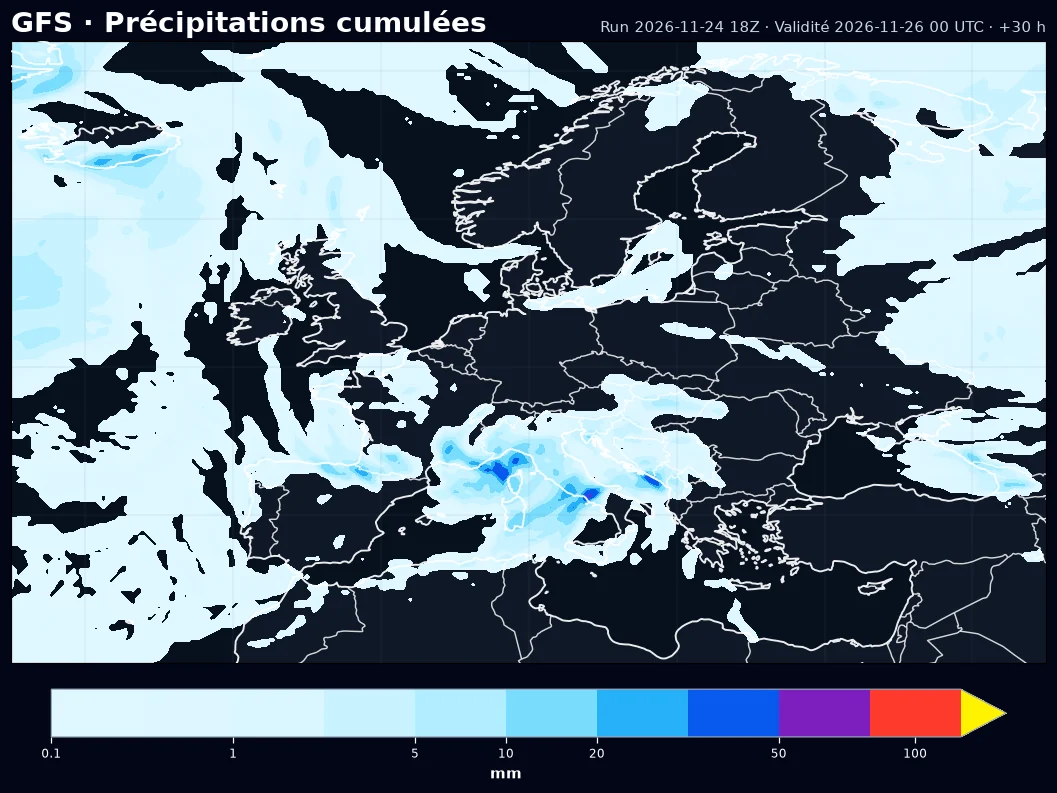 GFS · Précipitations cumulées
Run 2026-11-24 18Z · Validité 2026-11-26 00 UTC · +30 h
0.1 1 5 10 20 50 100
mm